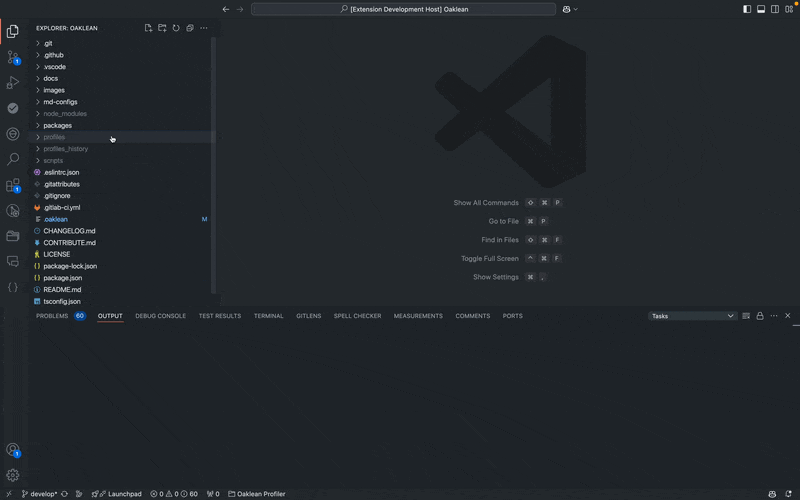 [Extension Development Host] Oaklean
EXPLORER: OAKLEAN
.git
.github
.vscode
docs
images
md-configs
node_modules
packages
profiles
profiles_history
scripts
.eslintrc.json
.gitattributes
.gitignore
.gitlab-ci.yml
.oaklean M
CHANGELOG.md
CONTRIBUTE.md
LICENSE
package-lock.json
package.json
README.md
tsconfig.json
1
1
1
Show All Commands ⇧ ⌘ P
Go to File ⌘ P
Find in Files ⇧ ⌘ F
Toggle Full Screen ^ ⌘ F
Show Settings ⌘ ,
PROBLEMS 60 OUTPUT DEBUG CONSOLE TEST RESULTS TERMINAL GITLENS SPELL CHECKER MEASUREMENTS COMMENTS PORTS Tasks
develop* Launchpad 0 0 60 0 Oaklean Profiler